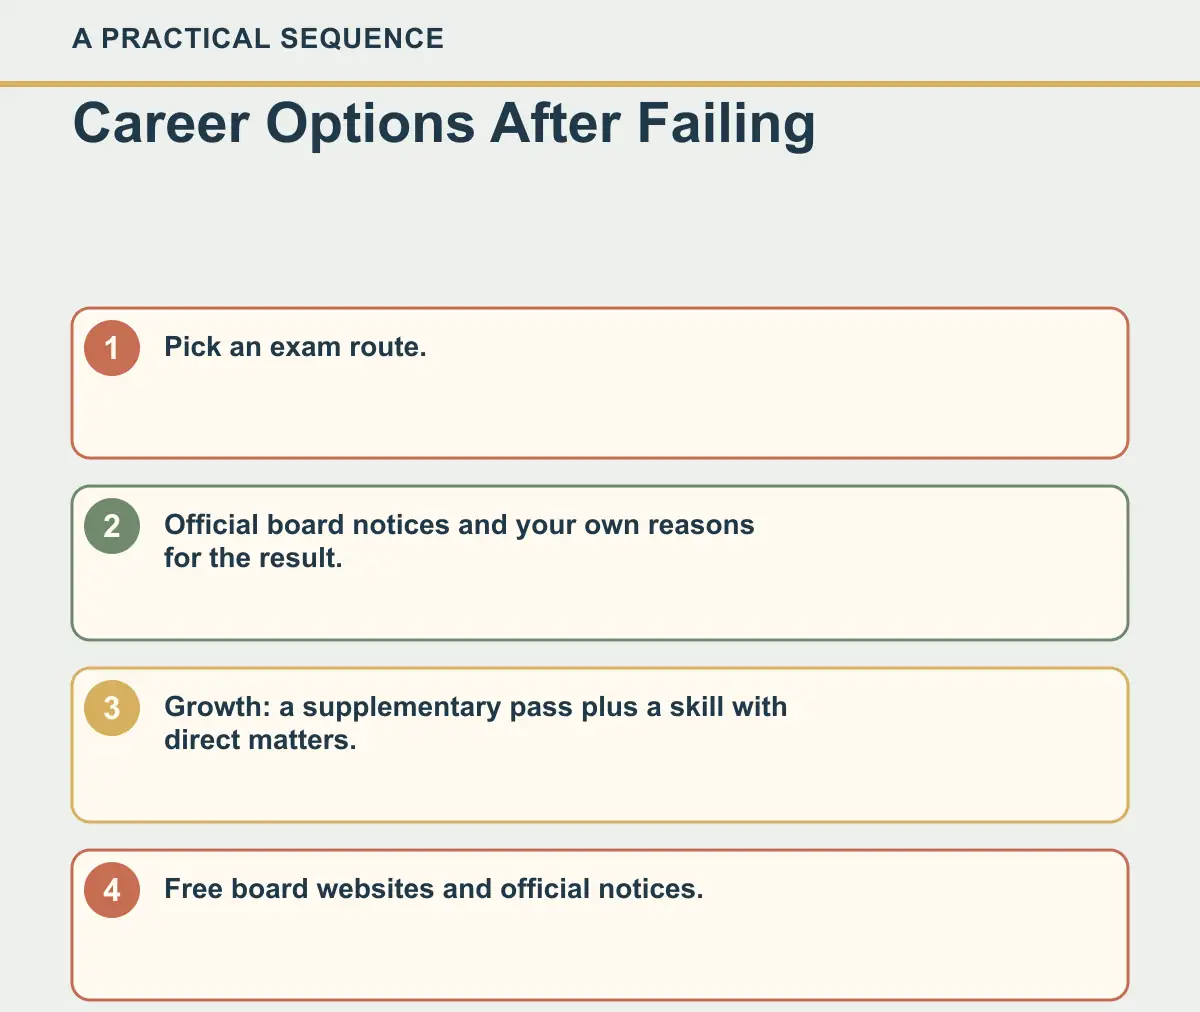 A PRACTICAL SEQUENCE
Career Options After Failing
1
Pick an exam route.
2
Official board notices and your own reasons
for the result.
3
Growth: a supplementary pass plus a skill with
direct matters.
4
Free board websites and official notices.